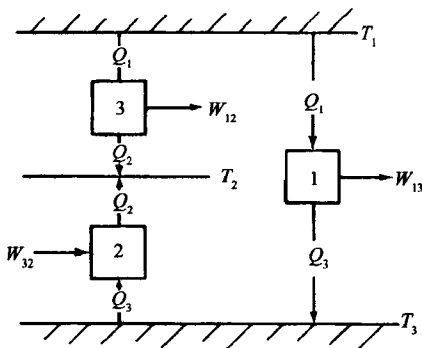 T₁
Q₁
3
W₁₂
Q₁
Q₂
T₂
1
W₁₃
Q₂
W₃₂
2
Q₃
Q₃
T₃